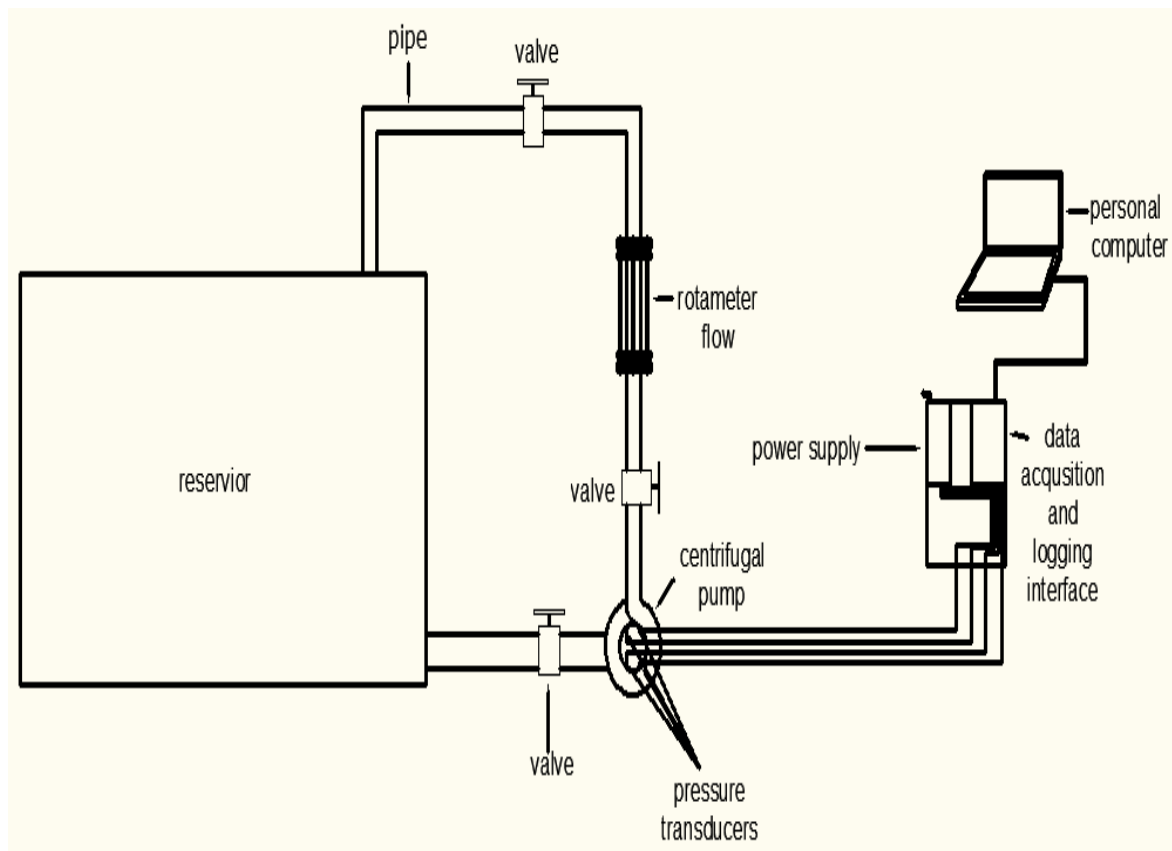 pipe
valve
personal
computer
rotameter
flow
reservior
power supply
data
acqusition
and
logging
interface
valve
centrifugal
pump
valve
pressure
transducers